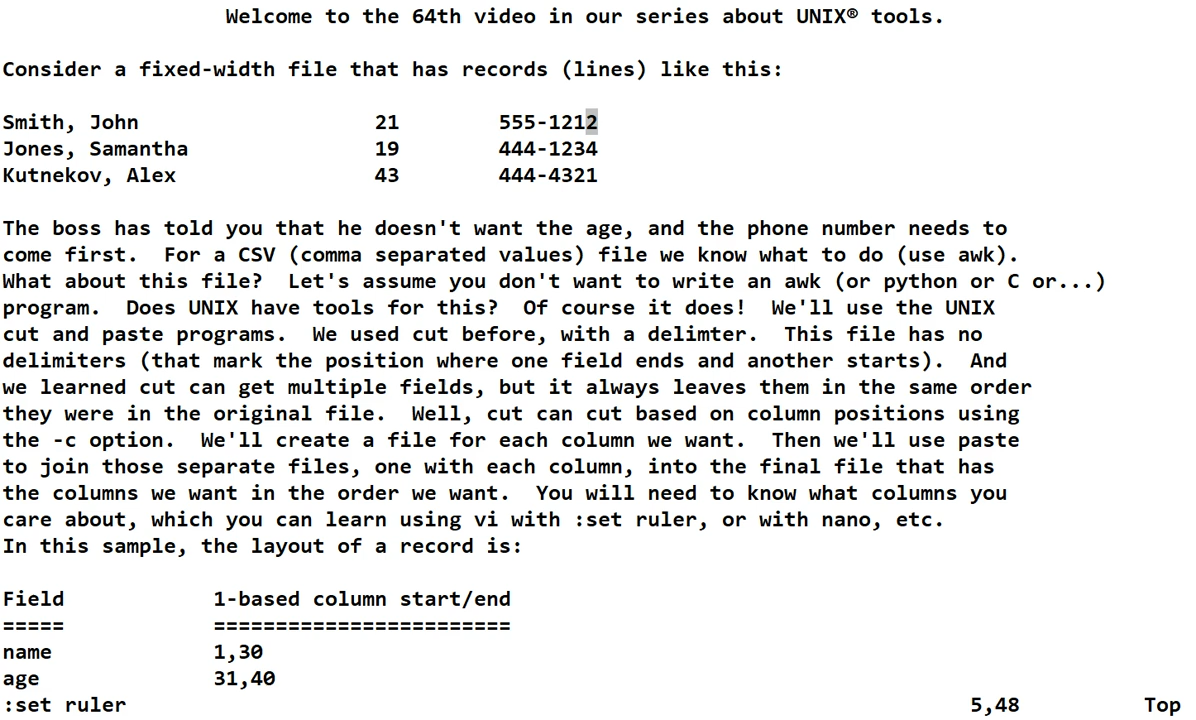 Welcome to the 64th video in our series about UNIX® tools.
Consider a fixed-width file that has records (lines) like this:
Smith, John                   21        555-1212
Jones, Samantha               19        444-1234
Kutnekov, Alex                43        444-4321
The boss has told you that he doesn't want the age, and the phone number needs to
come first.  For a CSV (comma separated values) file we know what to do (use awk).
What about this file?  Let's assume you don't want to write an awk (or python or C or...)
program.  Does UNIX have tools for this?  Of course it does!  We'll use the UNIX
cut and paste programs.  We used cut before, with a delimter.  This file has no
delimiters (that mark the position where one field ends and another starts).  And
we learned cut can get multiple fields, but it always leaves them in the same order
they were in the original file.  Well, cut can cut based on column positions using
the -c option.  We'll create a file for each column we want.  Then we'll use paste
to join those separate files, one with each column, into the final file that has
the columns we want in the order we want.  You will need to know what columns you
care about, which you can learn using vi with :set ruler, or with nano, etc.
In this sample, the layout of a record is:
Field            1-based column start/end
=====            ========================
name             1,30
age              31,40
:set ruler                                                                    5,48          Top